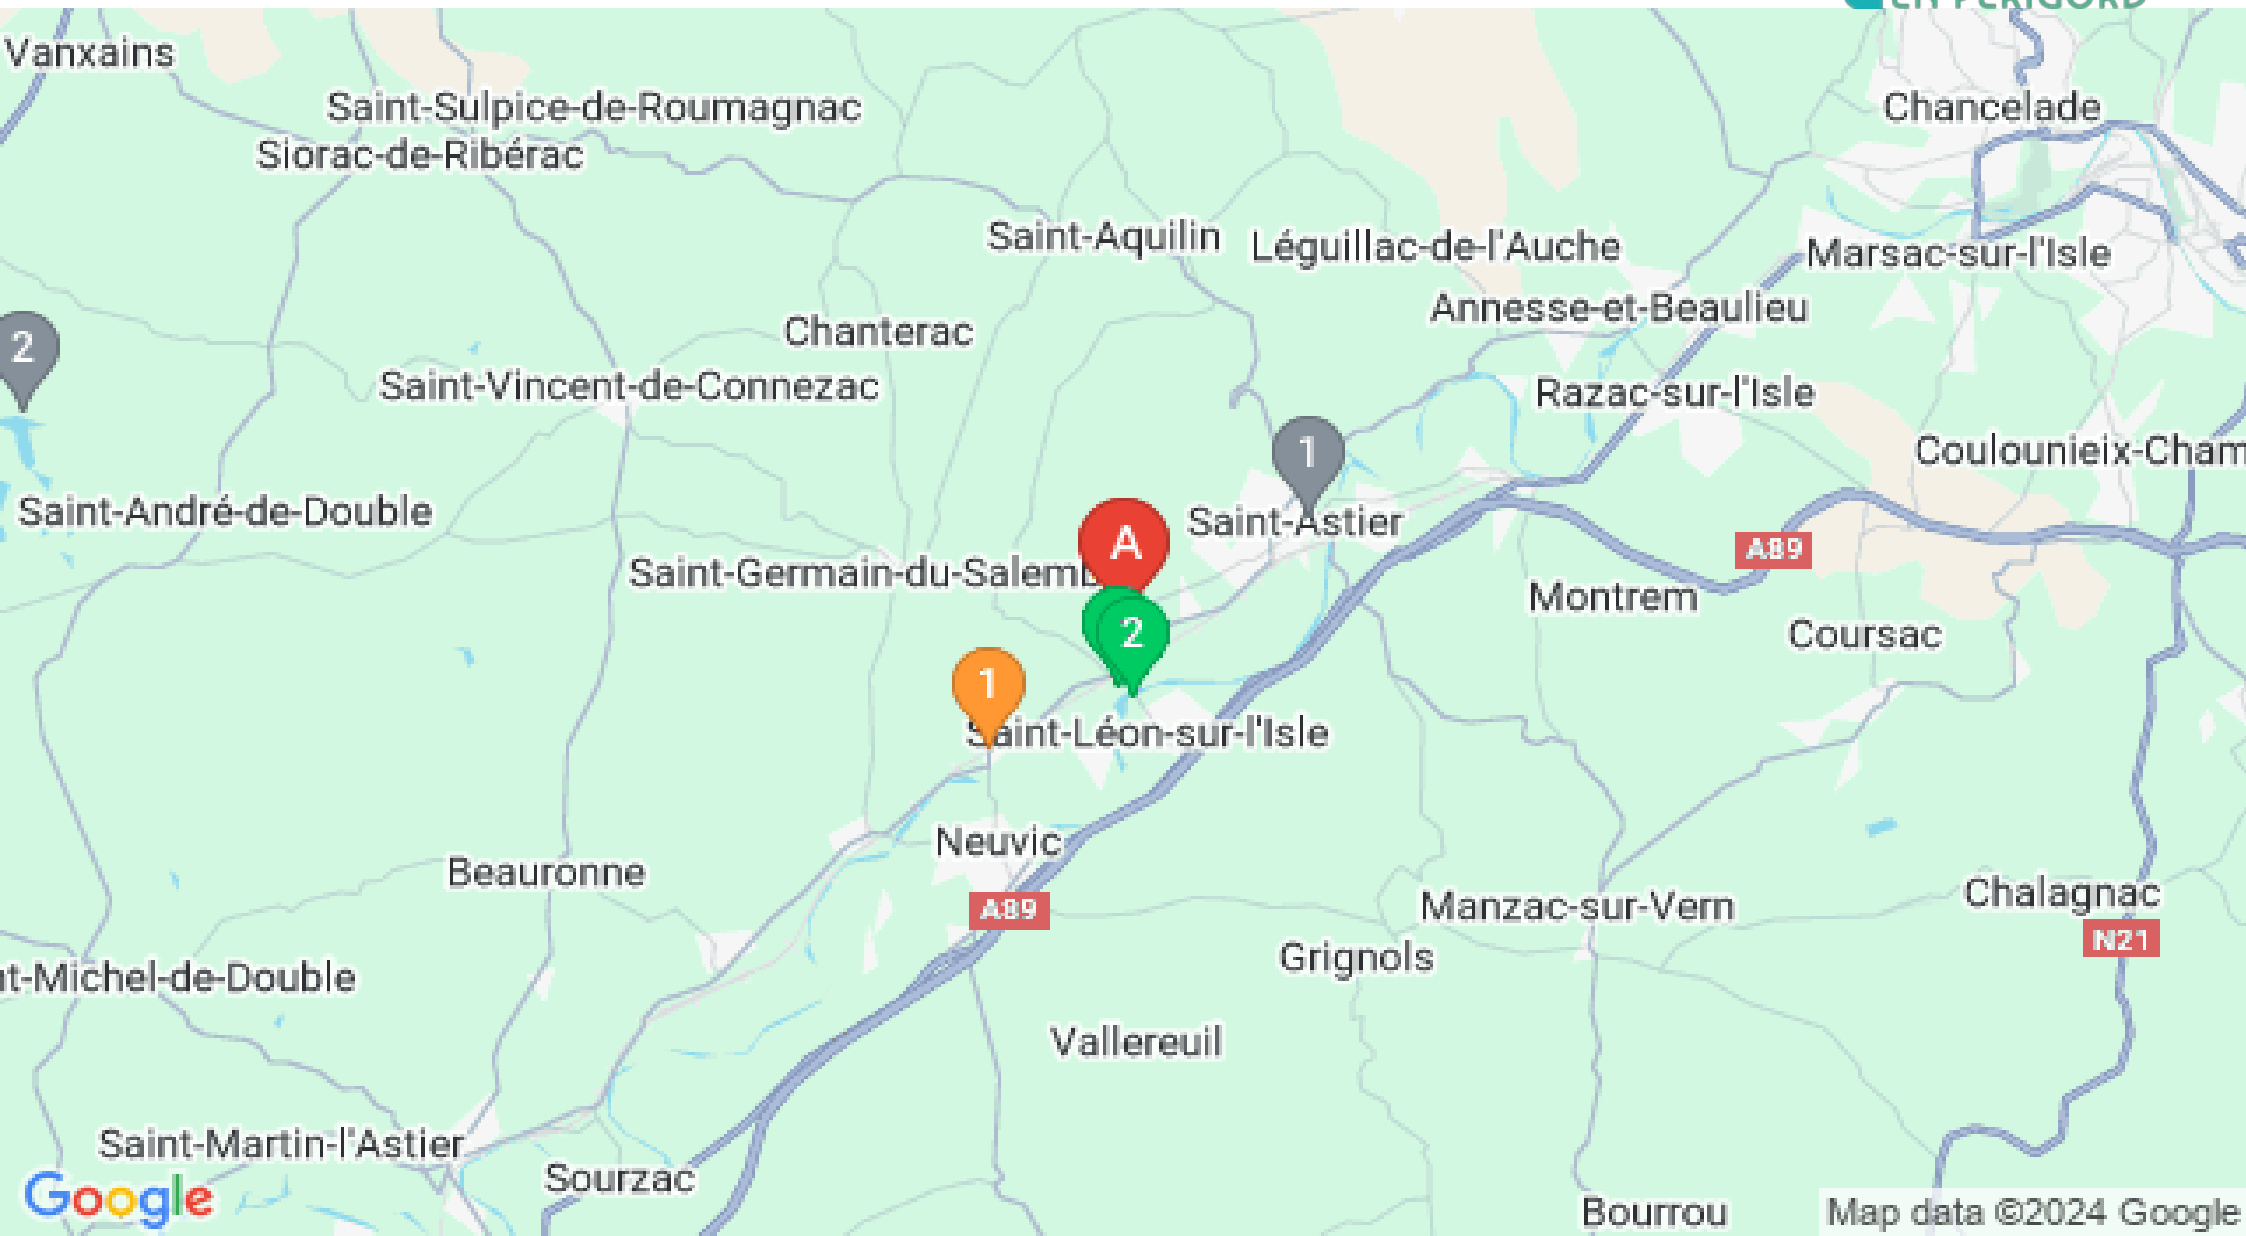 EN PÉRIGORD
Vanxains
Saint-Sulpice-de-Roumagnac
Chancelade
Siorac-de-Ribérac
Saint-Aquilin
Léguillac-de-l'Auche
Marsac-sur-l'Isle
Annesse-et-Beaulieu
Chanterac
2
Saint-Vincent-de-Connezac
Razac-sur-l'Isle
1
Coulounieix-Cham
Saint-André-de-Double
Saint-Astier
A
A89
Saint-Germain-du-Salemb
Montrem
2
Coursac
1
Saint-Léon-sur-l'Isle
Neuvic
Beauronne
A89
Manzac-sur-Vern
Chalagnac
N21
Grignols
nt-Michel-de-Double
Vallereuil
Saint-Martin-l'Astier
Sourzac
Google
Bourrou
Map data ©2024 Google